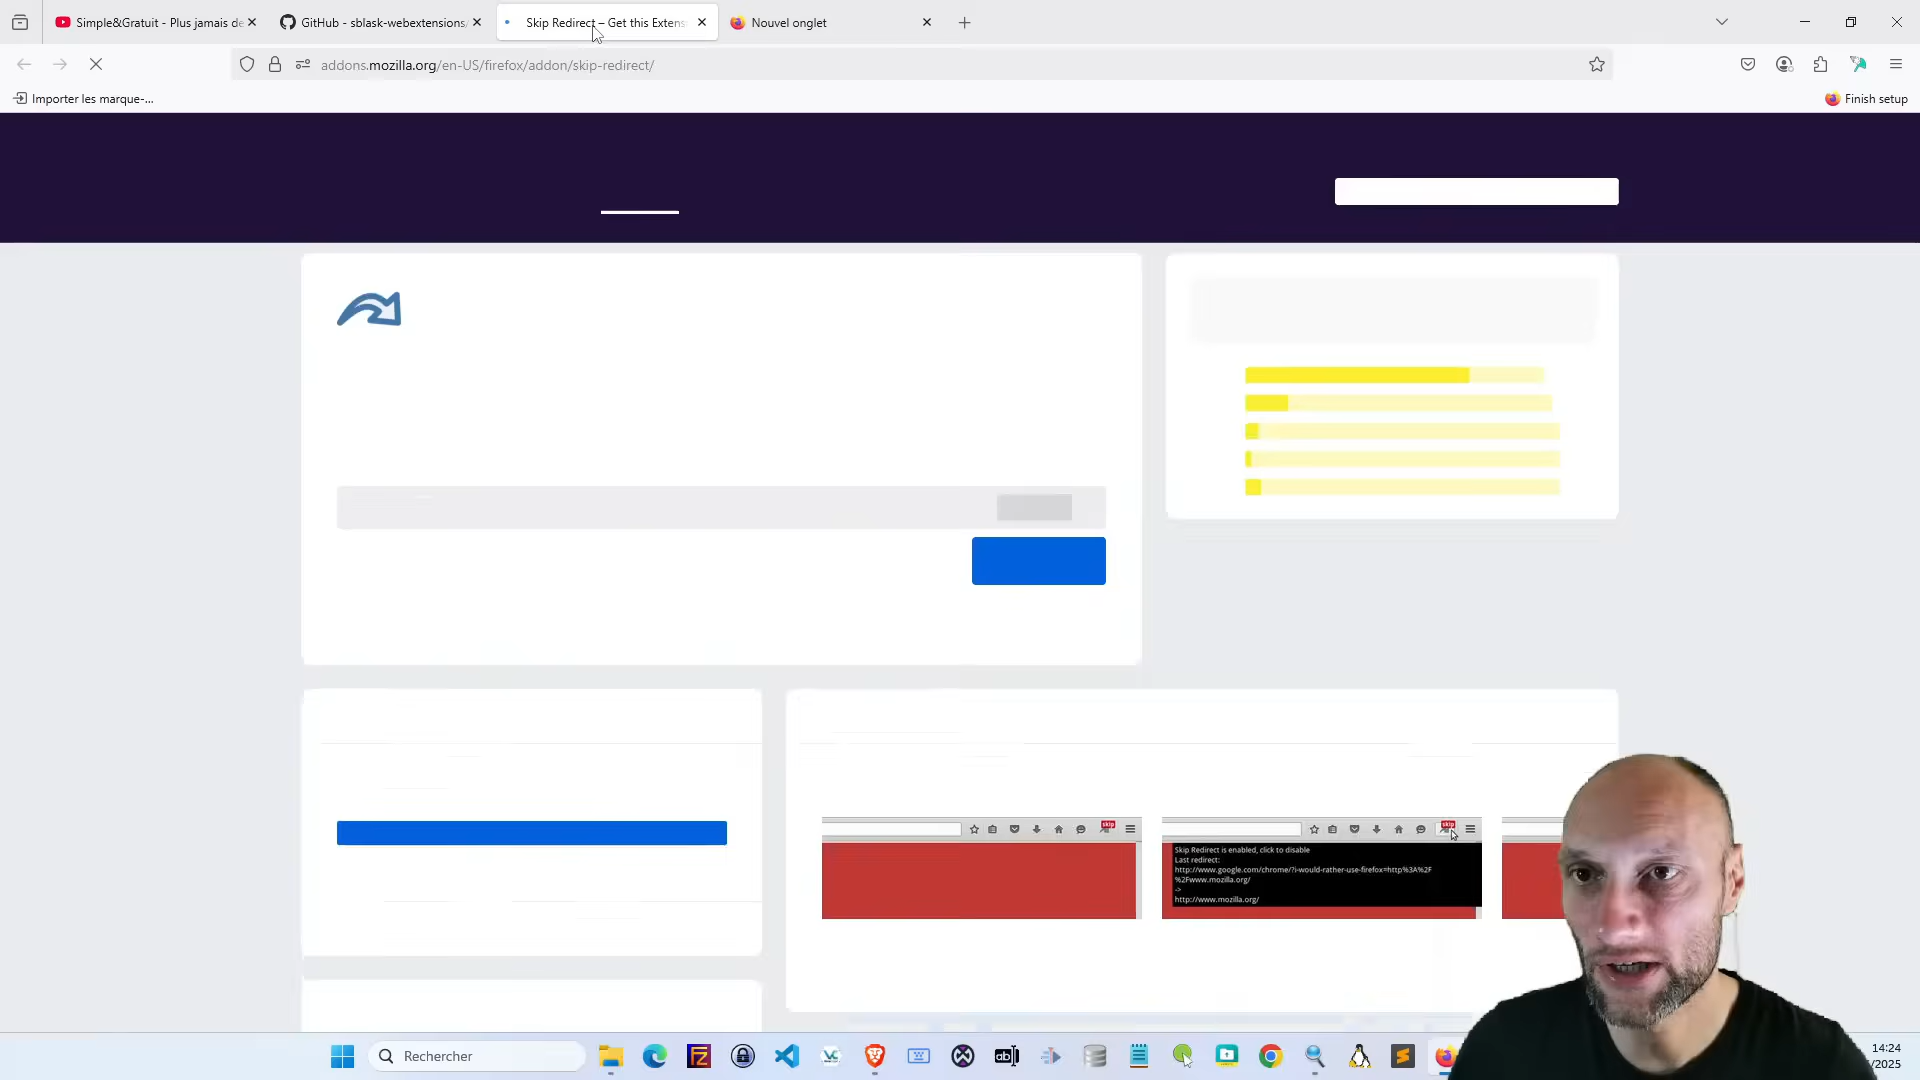 Simple&Gratuit - Plus jamais de
GitHub - sblask-webextensions/
Skip Redirect – Get this Extens
Nouvel onglet
addons.mozilla.org/en-US/firefox/addon/skip-redirect/
Importer les marque-...
Finish setup
skip
skip
Skip Redirect is enabled, click to disable
Last redirect:
http://www.google.com/chrome/?i-would-rather-use-firefox=http%3A%2F
%2Fwww.mozilla.org/
->
http://www.mozilla.org/
Rechercher
14:24
/2025